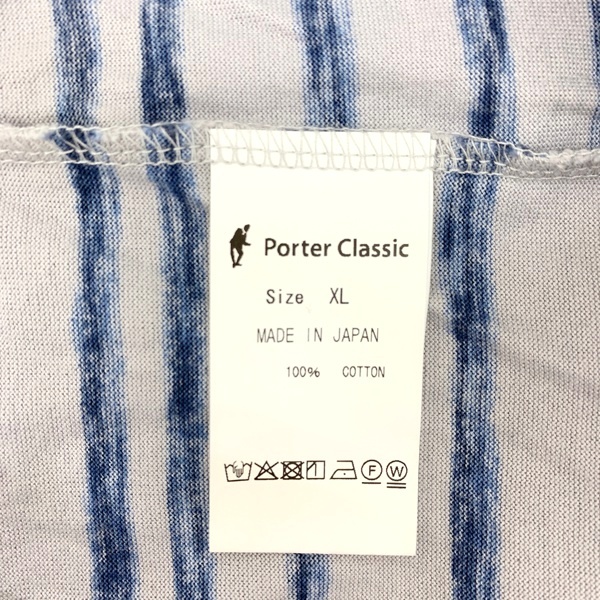 Porter Classic
Size XL
MADE IN JAPAN
100% COTTON
F W